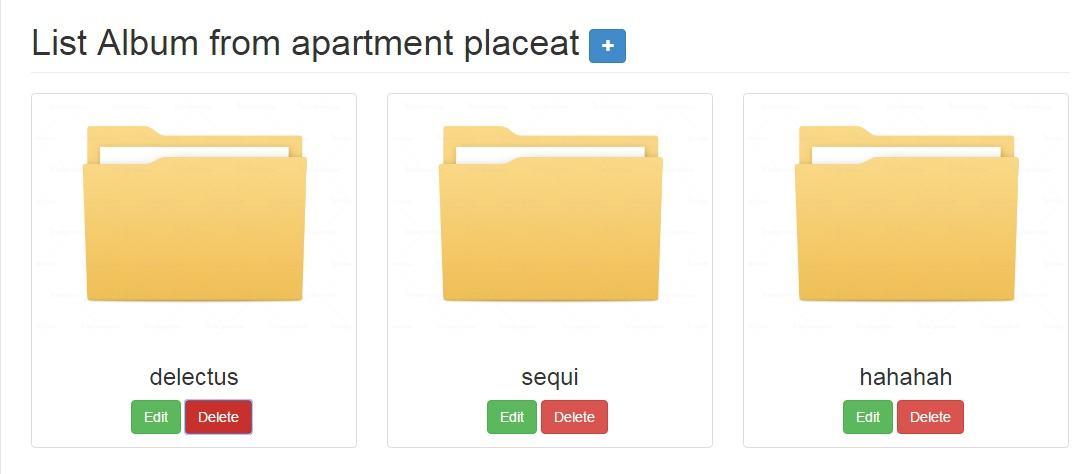 List Album from apartment placeat +
delectus
sequi
hahahah
Edit Delete
Edit Delete
Edit Delete